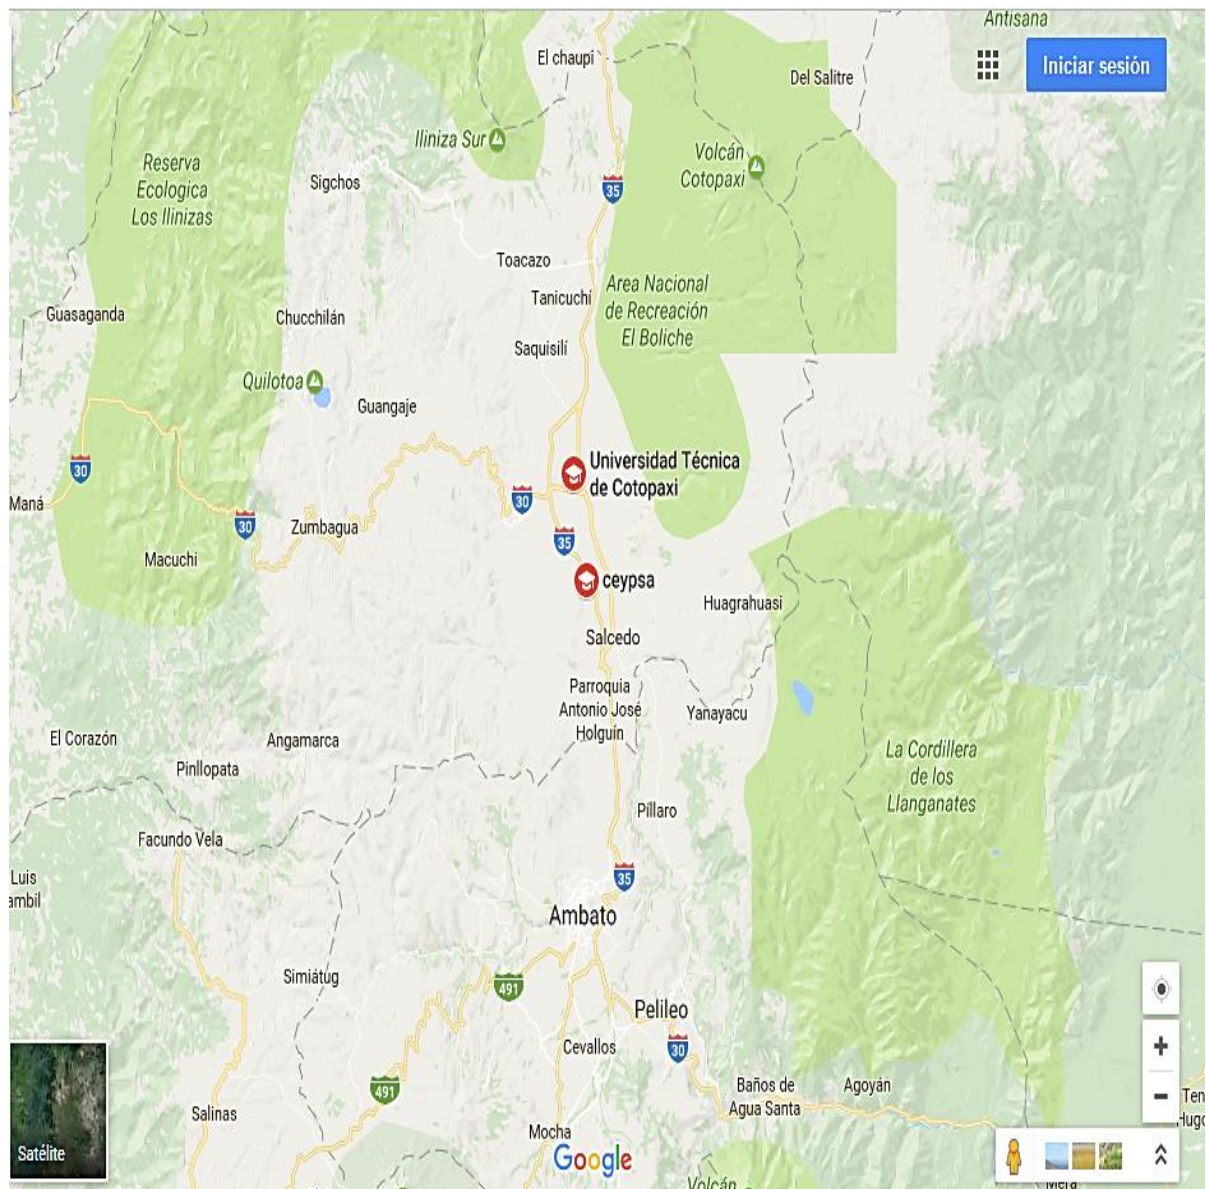 Antisana
El chaupi
Iniciar sesión
Del Salitre
Iliniza Sur
Volcán
Cotopaxi
Reserva
Ecologica
Los Ilinizas
Sigchos
35
Toacazo
Tanicuchí
Area Nacional
de Recreación
El Boliche
Guasaganda
Chucchilán
Saquisilí
Quilotoa
Guangaje
Universidad Técnica
de Cotopaxi
30
Maná
30
30
Zumbagua
35
Macuchi
ceypsa
Huagrahuasi
Salcedo
Parroquia
Antonio José
Holguín
Yanayacu
El Corazón
Angamarca
Pinllopata
La Cordillera
de los
Llanganates
Píllaro
Facundo Vela
Luis
ambil
35
Ambato
Simiátug
491
Pelileo
Cevallos
30
491
Baños de
Agua Santa
Agoyán
Ten
Hugo
Salinas
Mocha
Satélite
Google
Volcán
Mera